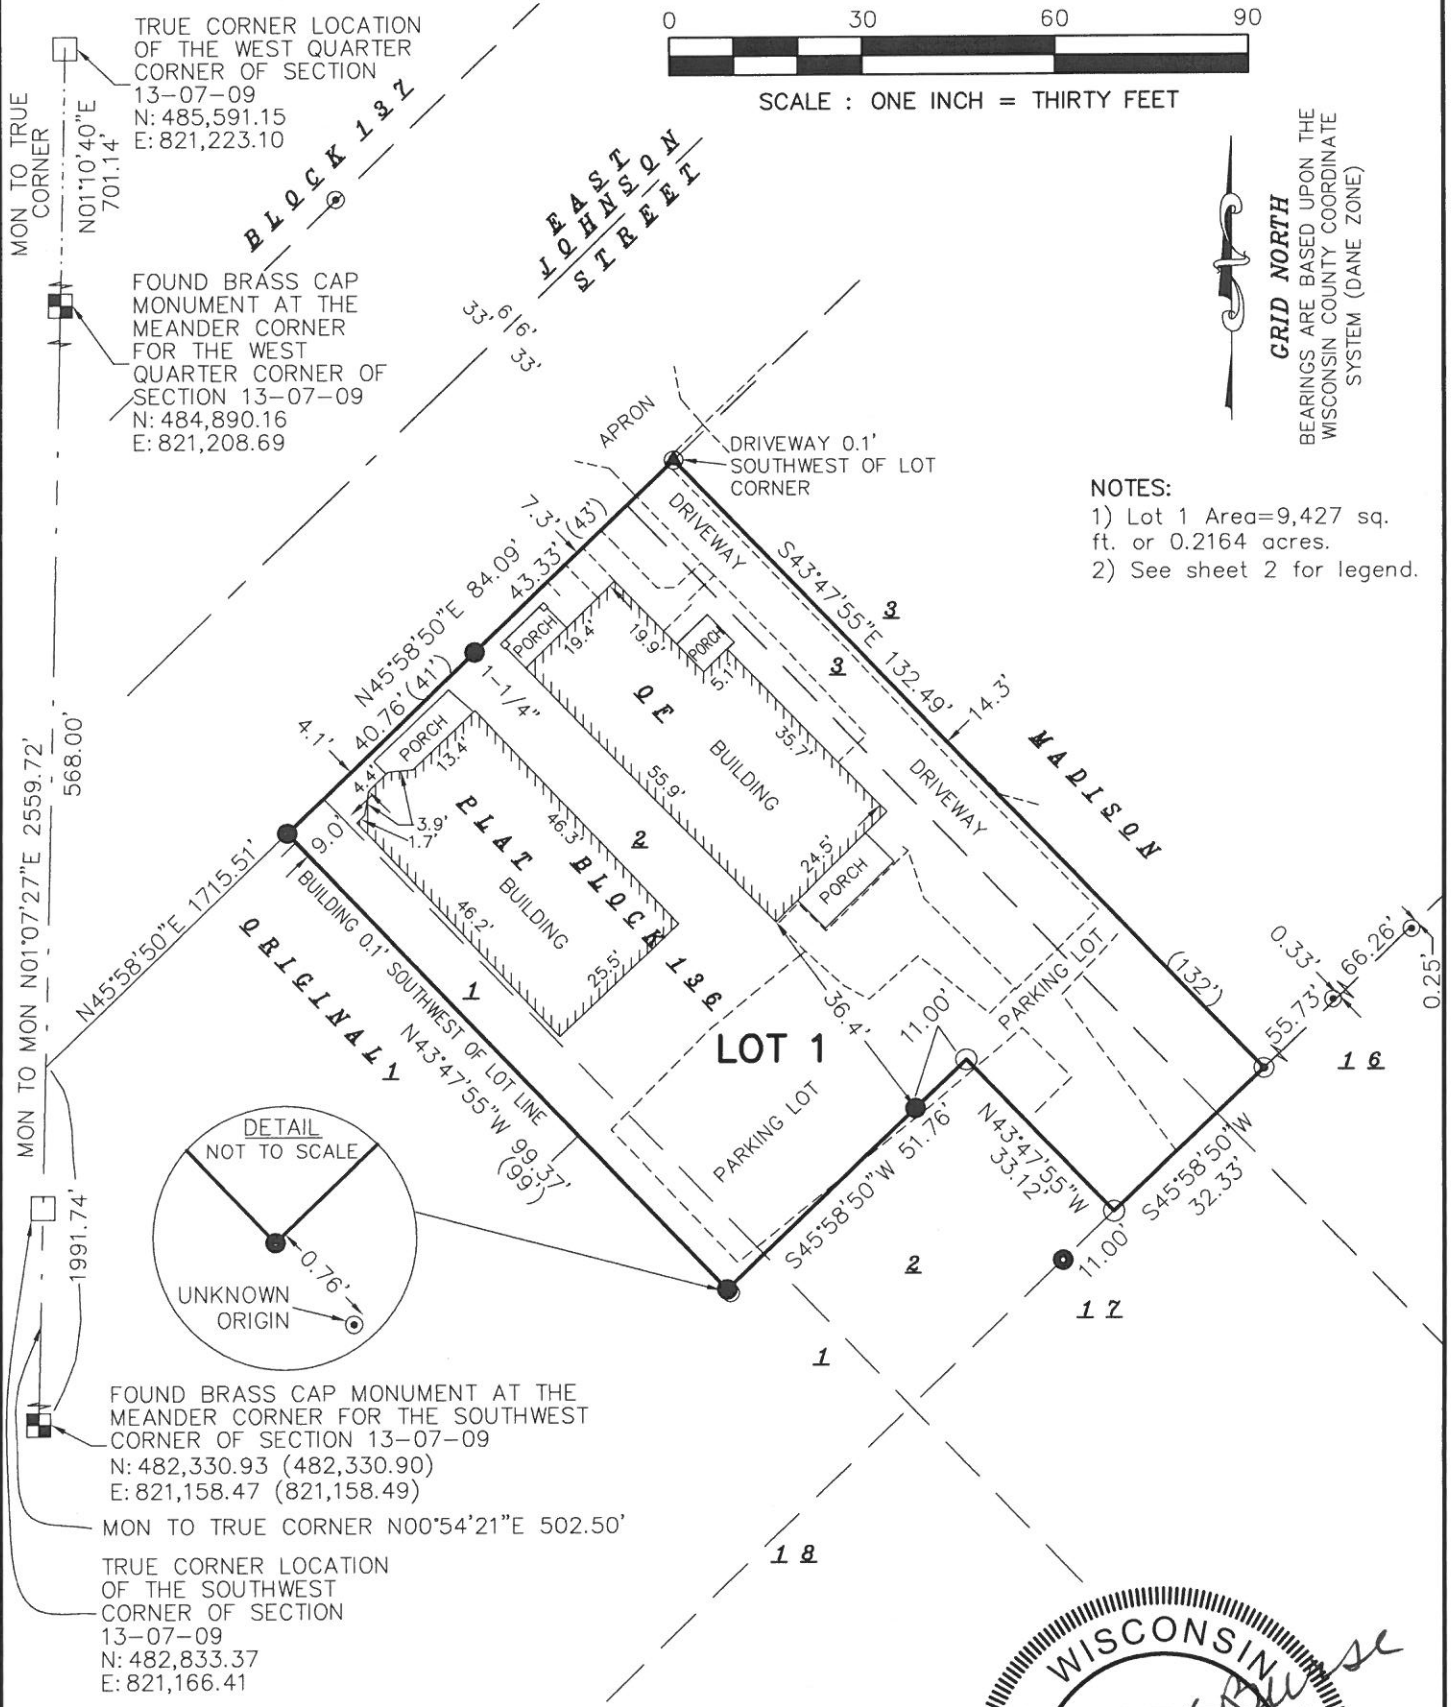 TRUE CORNER LOCATION
OF THE WEST QUARTER
CORNER OF SECTION
13-07-09
N: 485,591.15
E: 821,223.10
MON TO TRUE
CORNER
N01°10'40"E
701.14'
BLOCK 137
0 30 60 90
SCALE : ONE INCH = THIRTY FEET
EAST
JOHNSON
STREET
33' 66'
33'
GRID NORTH
BEARINGS ARE BASED UPON THE
WISCONSIN COUNTY COORDINATE
SYSTEM (DANE ZONE)
FOUND BRASS CAP
MONUMENT AT THE
MEANDER CORNER
FOR THE WEST
QUARTER CORNER OF
SECTION 13-07-09
N: 484,890.16
E: 821,208.69
APRON
DRIVEWAY 0.1'
SOUTHWEST OF LOT
CORNER
NOTES:
1) Lot 1 Area=9,427 sq.
ft. or 0.2164 acres.
2) See sheet 2 for legend.
7.3'
43.33' (43')
N45°58'50"E 84.09'
40.76' (41')
4.1'
1-1/4"
DRIVEWAY
S43°47'55"E 132.49'
(132')
3
3
14.3'
MADISON
PORCH
19.4'
19.9'
PORCH
5.1'
OF
BUILDING
35.7'
55.9'
24.5'
PORCH
DRIVEWAY
PORCH
13.4'
4.4'
3.9'
1.7'
9.0'
PLAT
BLOCK 136
46.3'
2
BUILDING
46.2'
25.5'
BUILDING 0.1' SOUTHWEST OF LOT LINE
1
N43°47'55"W 99.37'
(99')
ORIGINAL
1
N45°58'50"E 1715.51'
MON TO MON N01°07'27"E 2559.72'
568.00'
1991.74'
LOT 1
36.4'
11.00'
PARKING LOT
PARKING LOT
S45°58'50"W 51.76'
N43°47'55"W
33.12'
S45°58'50"W
32.33'
11.00'
55.73'
0.33'
66.26'
0.25'
16
2
17
1
18
DETAIL
NOT TO SCALE
0.76'
UNKNOWN
ORIGIN
FOUND BRASS CAP MONUMENT AT THE
MEANDER CORNER FOR THE SOUTHWEST
CORNER OF SECTION 13-07-09
N: 482,330.93 (482,330.90)
E: 821,158.47 (821,158.49)
MON TO TRUE CORNER N00°54'21"E 502.50'
TRUE CORNER LOCATION
OF THE SOUTHWEST
CORNER OF SECTION
13-07-09
N: 482,833.37
E: 821,166.41
WISCONSIN